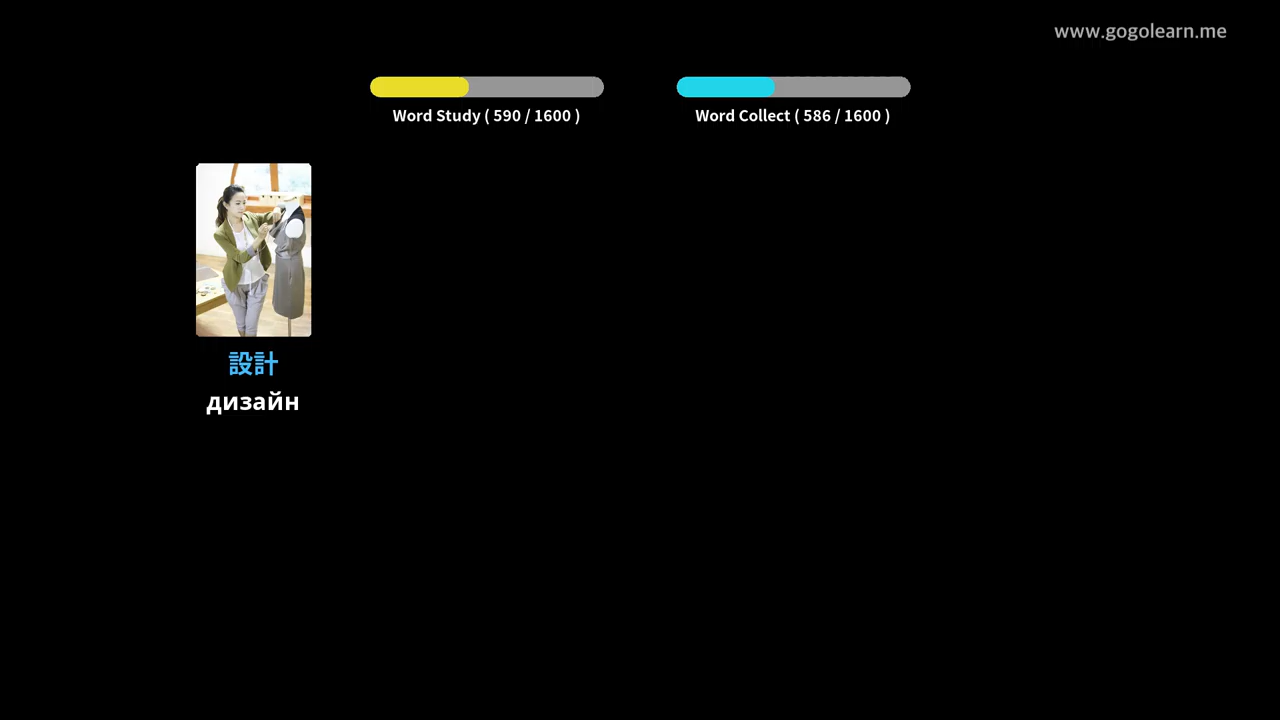 www.gogolearn.me
Word Study ( 590 / 1600 )
Word Collect ( 586 / 1600 )
設計
дизайн